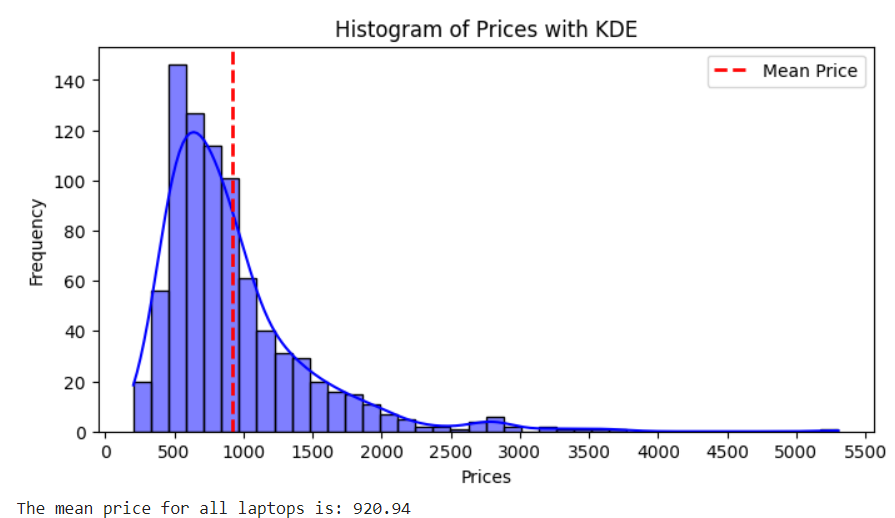 Histogram of Prices with KDE
Mean Price
Frequency
140
120
100
80
60
40
20
0
0 500 1000 1500 2000 2500 3000 3500 4000 4500 5000 5500
Prices
The mean price for all laptops is: 920.94